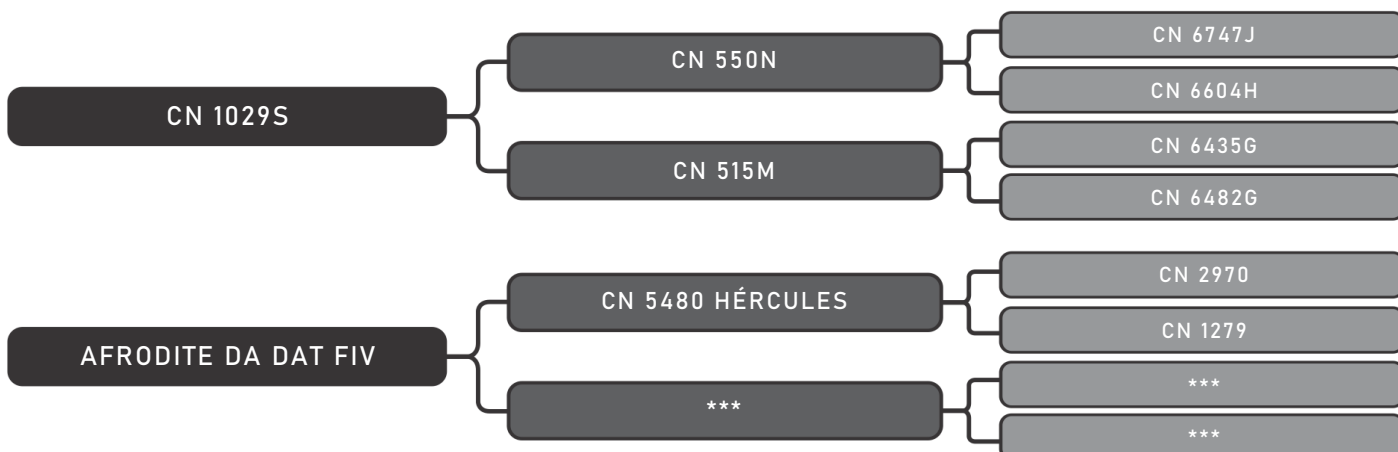 CN 1029S
CN 550N
CN 6747J
CN 6604H
CN 515M
CN 6435G
CN 6482G
AFRODITE DA DAT FIV
CN 5480 HÉRCULES
CN 2970
CN 1279
***
***
***